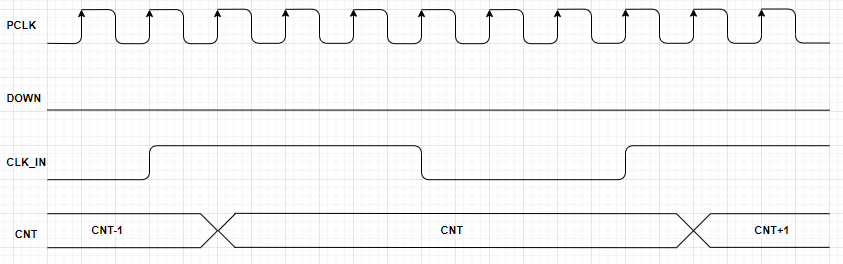 PCLK
DOWN
CLK_IN
CNT CNT-1 CNT CNT+1